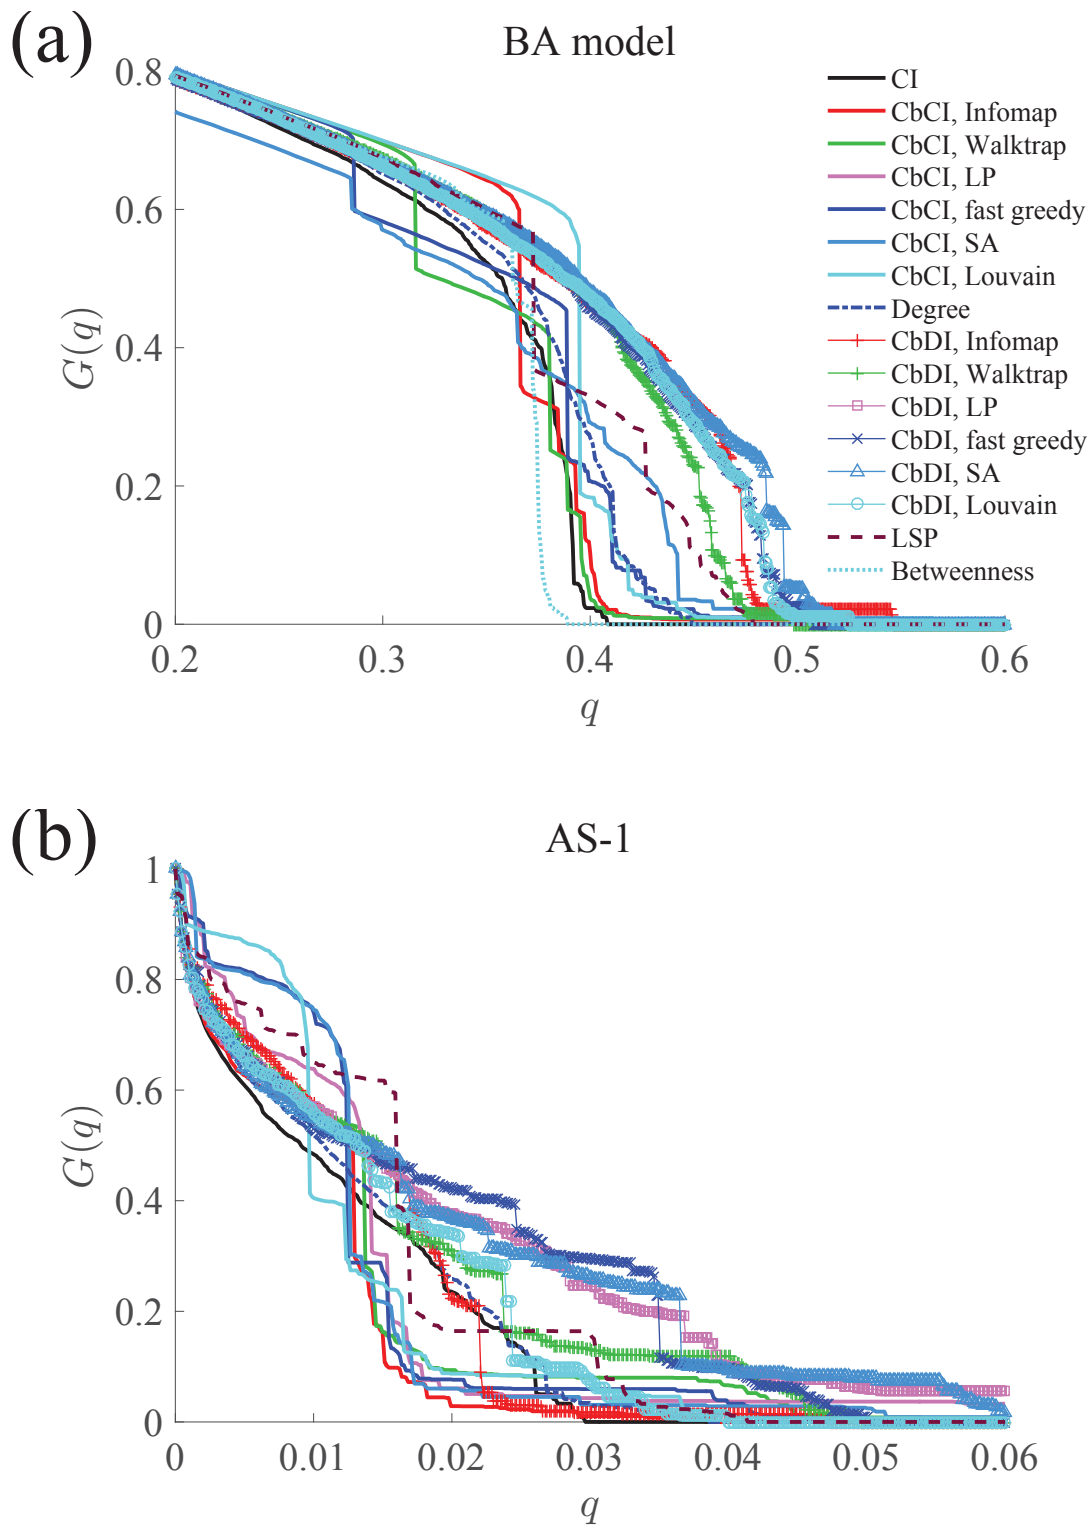 (a)
BA model
0.8
0.6
0.4
0.2
0
G(q)
0.2 0.3 0.4 0.5 0.6
q
CI
CbCI, Infomap
CbCI, Walktrap
CbCI, LP
CbCI, fast greedy
CbCI, SA
CbCI, Louvain
Degree
CbDI, Infomap
CbDI, Walktrap
CbDI, LP
CbDI, fast greedy
CbDI, SA
CbDI, Louvain
LSP
Betweenness
(b)
AS-1
1
0.8
0.6
0.4
0.2
0
G(q)
0 0.01 0.02 0.03 0.04 0.05 0.06
q